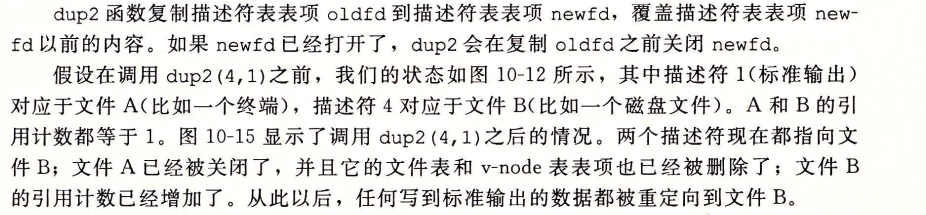 dup2 函数复制描述符表表项 oldfd 到描述符表表项 newfd，覆盖描述符表表项 new-
fd 以前的内容。如果 newfd 已经打开了，dup2 会在复制 oldfd 之前关闭 newfd。
假设在调用 dup2(4,1)之前，我们的状态如图 10-12 所示，其中描述符 1(标准输出)
对应于文件 A(比如一个终端)，描述符 4 对应于文件 B(比如一个磁盘文件)。A 和 B 的引
用计数都等于 1。图 10-15 显示了调用 dup2(4,1)之后的情况。两个描述符现在都指向文
件 B；文件 A 已经被关闭了，并且它的文件表和 v-node 表表项也已经被删除了；文件 B
的引用计数已经增加了。从此以后，任何写到标准输出的数据都被重定向到文件 B。